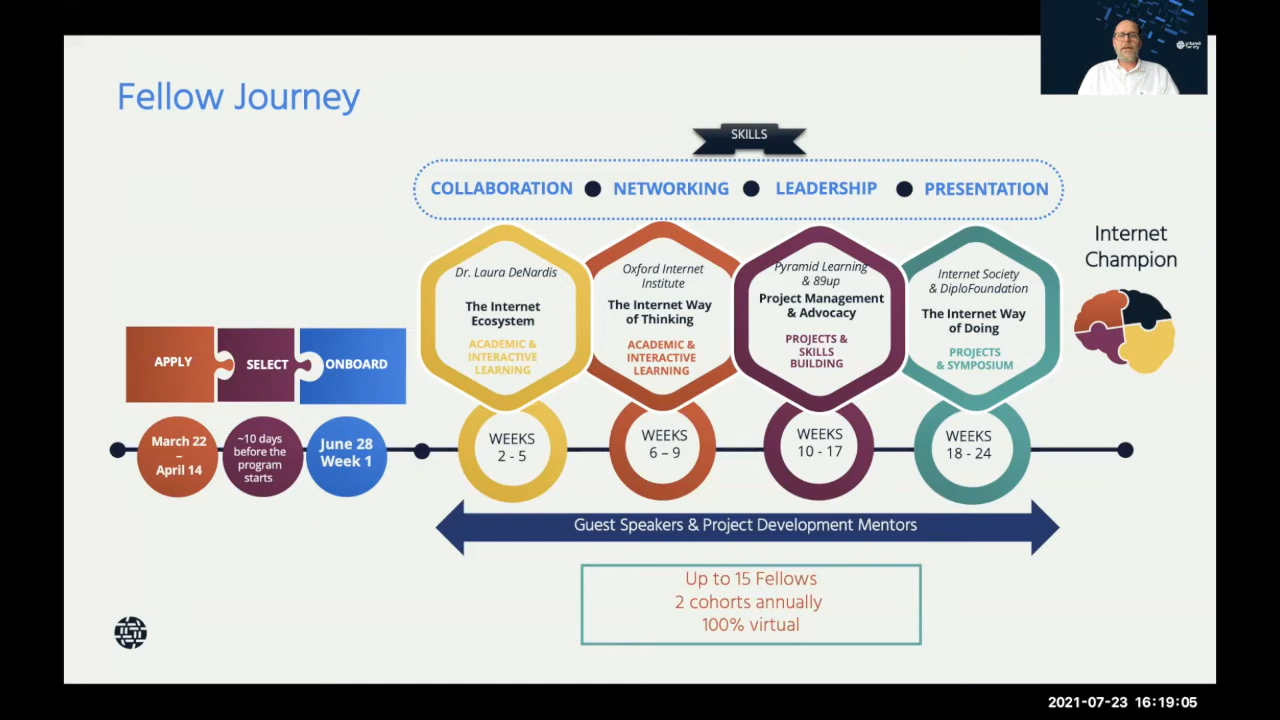 Fellow Journey
SKILLS
COLLABORATION
NETWORKING
LEADERSHIP
PRESENTATION
Internet
Champion
Dr. Laura DeNardis
The Internet
Ecosystem
ACADEMIC &
INTERACTIVE
LEARNING
Oxford Internet
Institute
The Internet Way
of Thinking
ACADEMIC &
INTERACTIVE
LEARNING
Pyramid Learning
& 89up
Project Management
& Advocacy
PROJECTS &
SKILLS
BUILDING
Internet Society
& DiploFoundation
The Internet Way
of Doing
PROJECTS
& SYMPOSIUM
APPLY
SELECT
ONBOARD
March 22
–
April 14
~10 days
before the
program
starts
June 28
Week 1
WEEKS
2 - 5
WEEKS
6 – 9
WEEKS
10 - 17
WEEKS
18 - 24
Guest Speakers & Project Development Mentors
Up to 15 Fellows
2 cohorts annually
100% virtual
2021-07-23 16:19:05